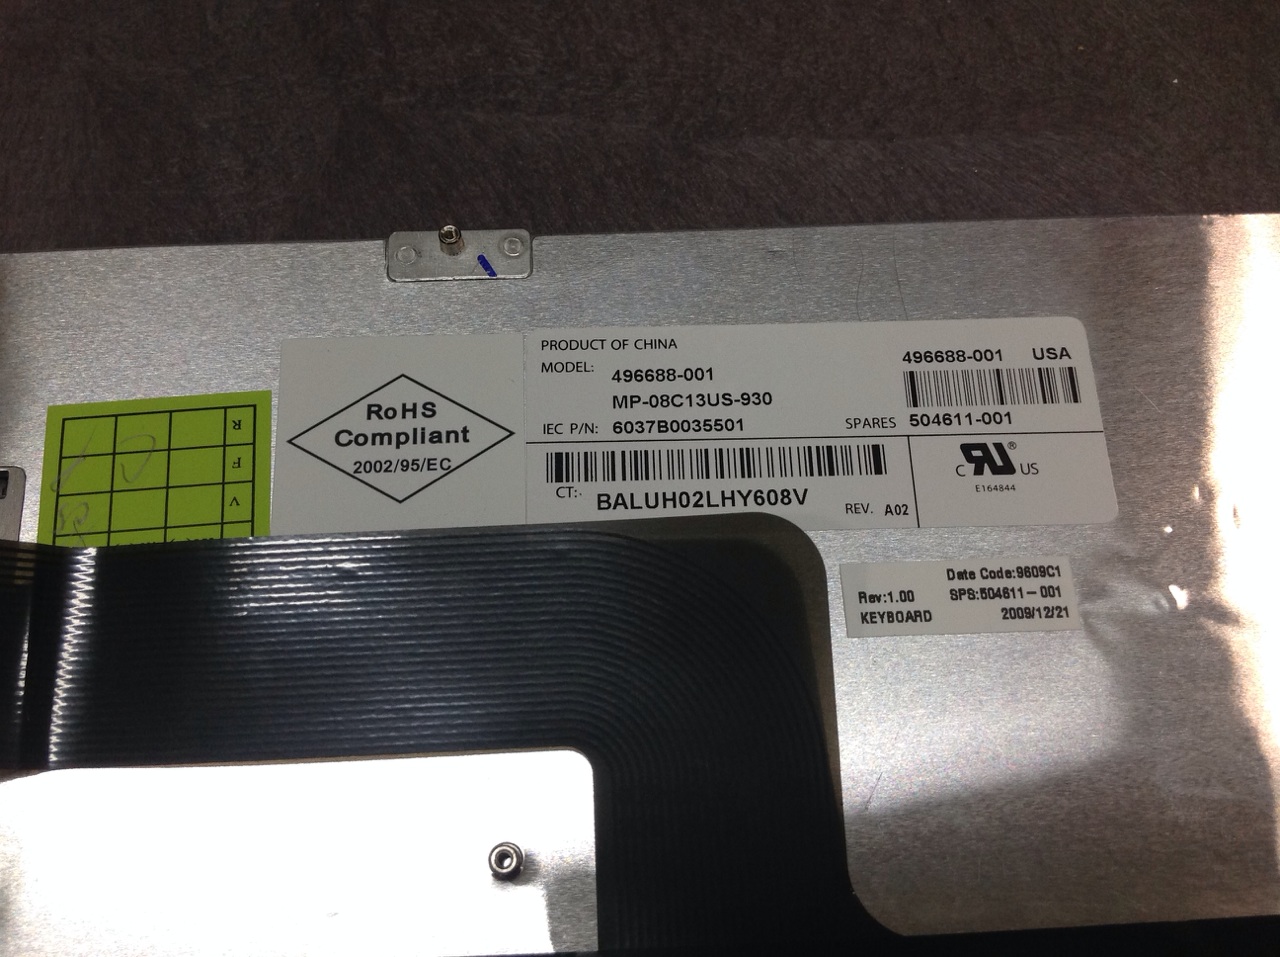 PRODUCT OF CHINA
MODEL:
496688-001
MP-08C13US-930
IEC P/N: 6037B0035501
496688-001 USA
SPARES 504611-001
RoHS
Compliant
2002/95/EC
CT:
BALUH02LHY608V
REV. A02
C RU ® US
E164844
R
F
V
Date Code:9609C1
Rev:1.00 SPS:504611-001
KEYBOARD 2009/12/21